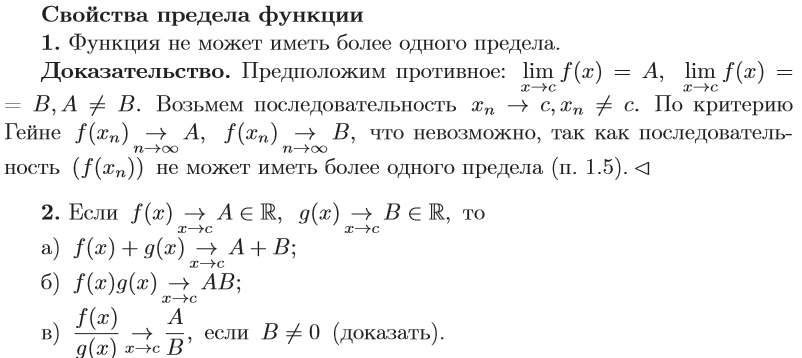 Свойства предела функции
1. Функция не может иметь более одного предела.
Доказательство. Предположим противное: lim_{x→c} f(x) = A, lim_{x→c} f(x) =
= B, A ≠ B. Возьмем последовательность x_n → c, x_n ≠ c. По критерию
Гейне f(x_n) →_{n→∞} A, f(x_n) →_{n→∞} B, что невозможно, так как последователь-
ность (f(x_n)) не может иметь более одного предела (п. 1.5). ◁
2. Если f(x) →_{x→c} A ∈ ℝ, g(x) →_{x→c} B ∈ ℝ, то
а) f(x) + g(x) →_{x→c} A + B;
б) f(x)g(x) →_{x→c} AB;
в) f(x)/g(x) →_{x→c} A/B, если B ≠ 0 (доказать).